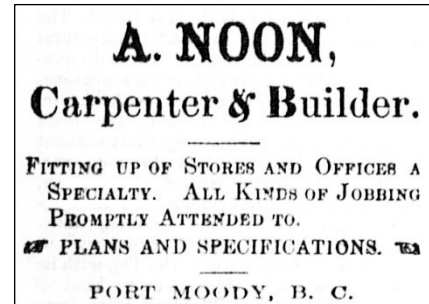 A. NOON,
Carpenter & Builder.
FITTING UP OF STORES AND OFFICES A
SPECIALTY. ALL KINDS OF JOBBING
PROMPTLY ATTENDED TO.
☞ PLANS AND SPECIFICATIONS. ☜
PORT MOODY, B. C.